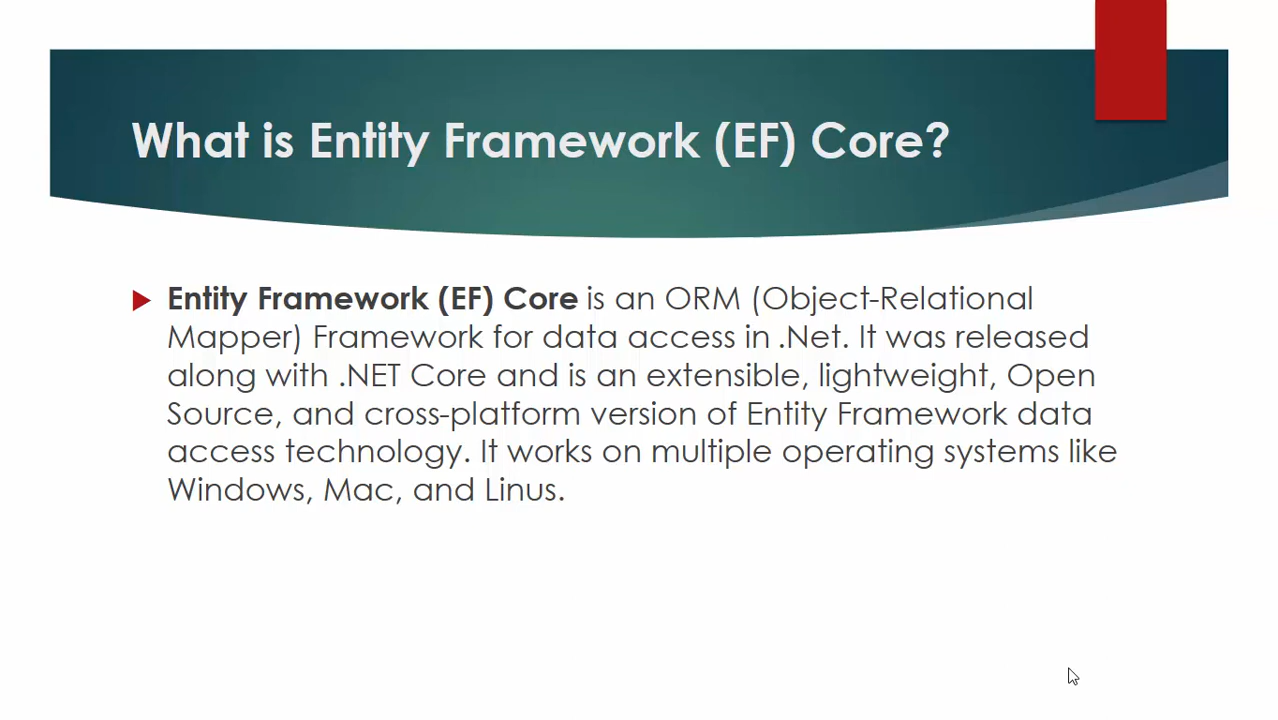 What is Entity Framework (EF) Core?
Entity Framework (EF) Core is an ORM (Object-Relational
Mapper) Framework for data access in .Net. It was released
along with .NET Core and is an extensible, lightweight, Open
Source, and cross-platform version of Entity Framework data
access technology. It works on multiple operating systems like
Windows, Mac, and Linus.